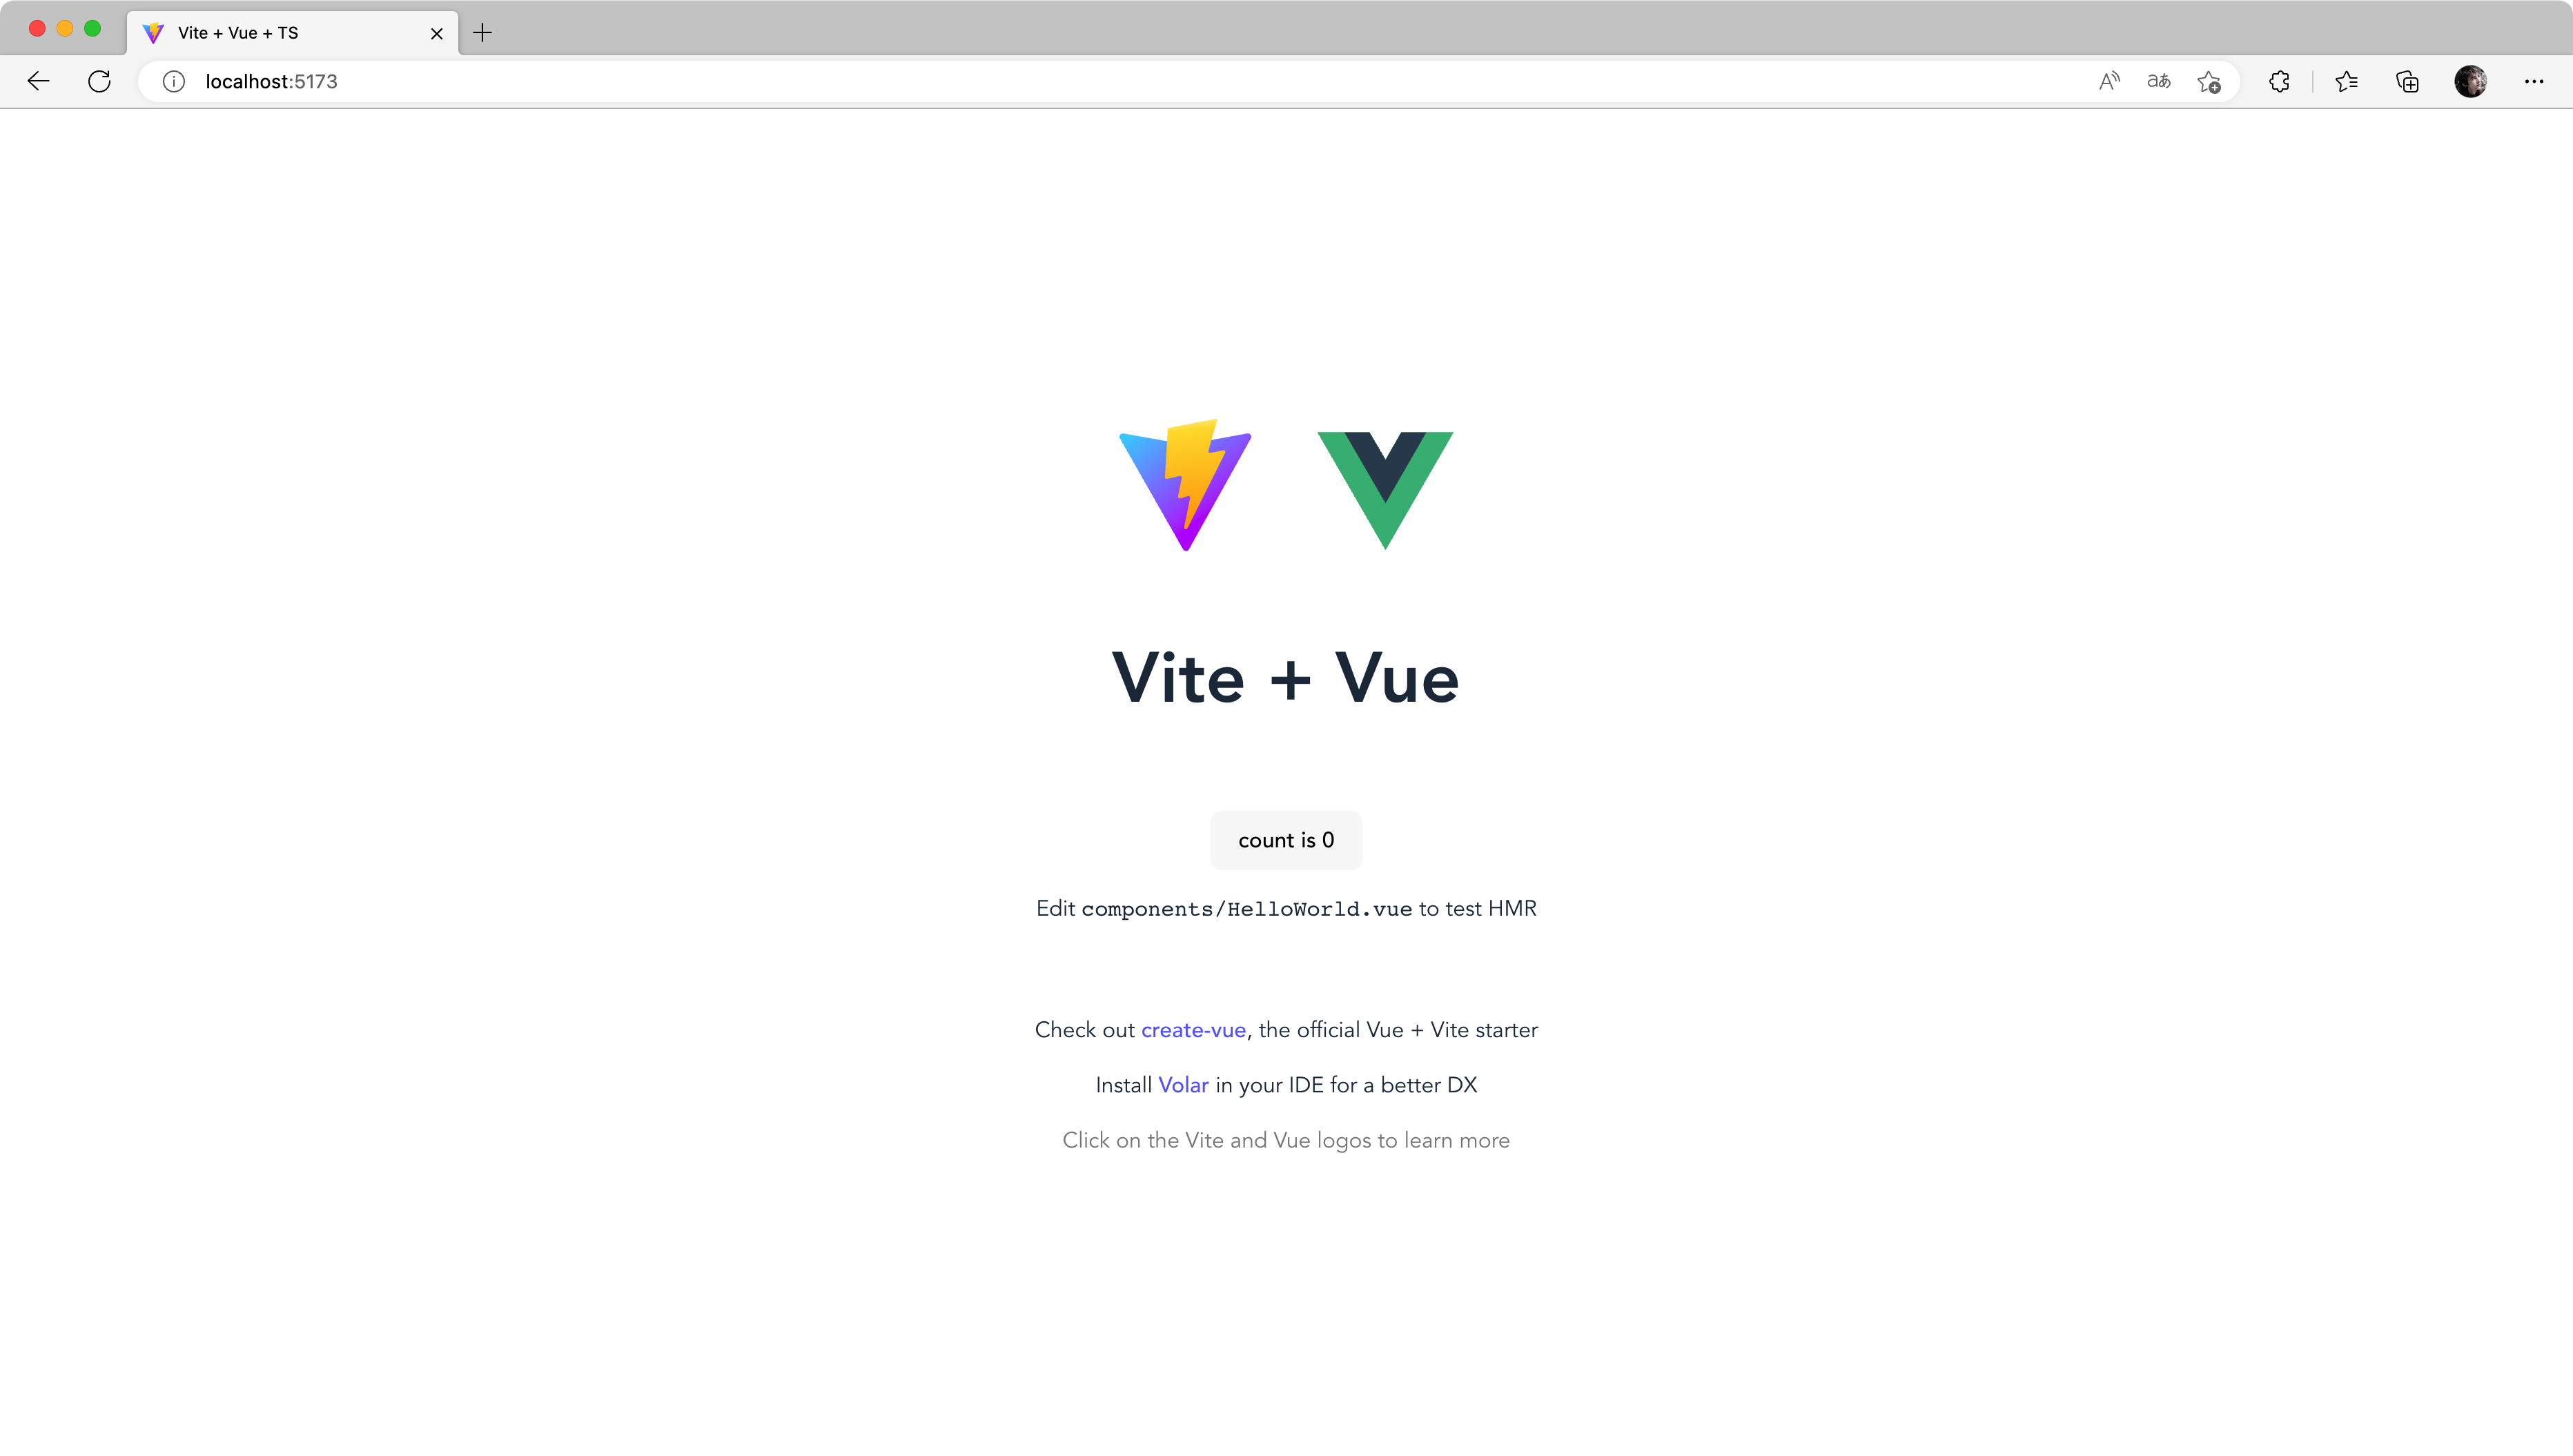 Vite + Vue + TS
localhost:5173
aあ
Vite + Vue
count is 0
Edit components/HelloWorld.vue to test HMR
Check out create-vue, the official Vue + Vite starter
Install Volar in your IDE for a better DX
Click on the Vite and Vue logos to learn more